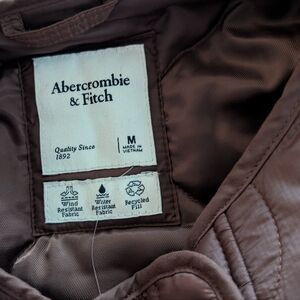 Abercrombie
& Fitch
Quality Since
1892
M
MADE IN
VIETNAM
Wind
Resistant
Fabric
Water
Resistant
Fabric
Recycled
Fill